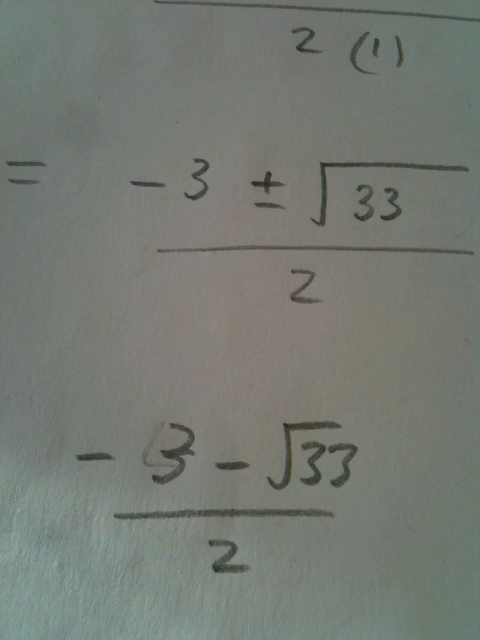 2 (1)
= -3 ± √33
2
-3 - √33
2